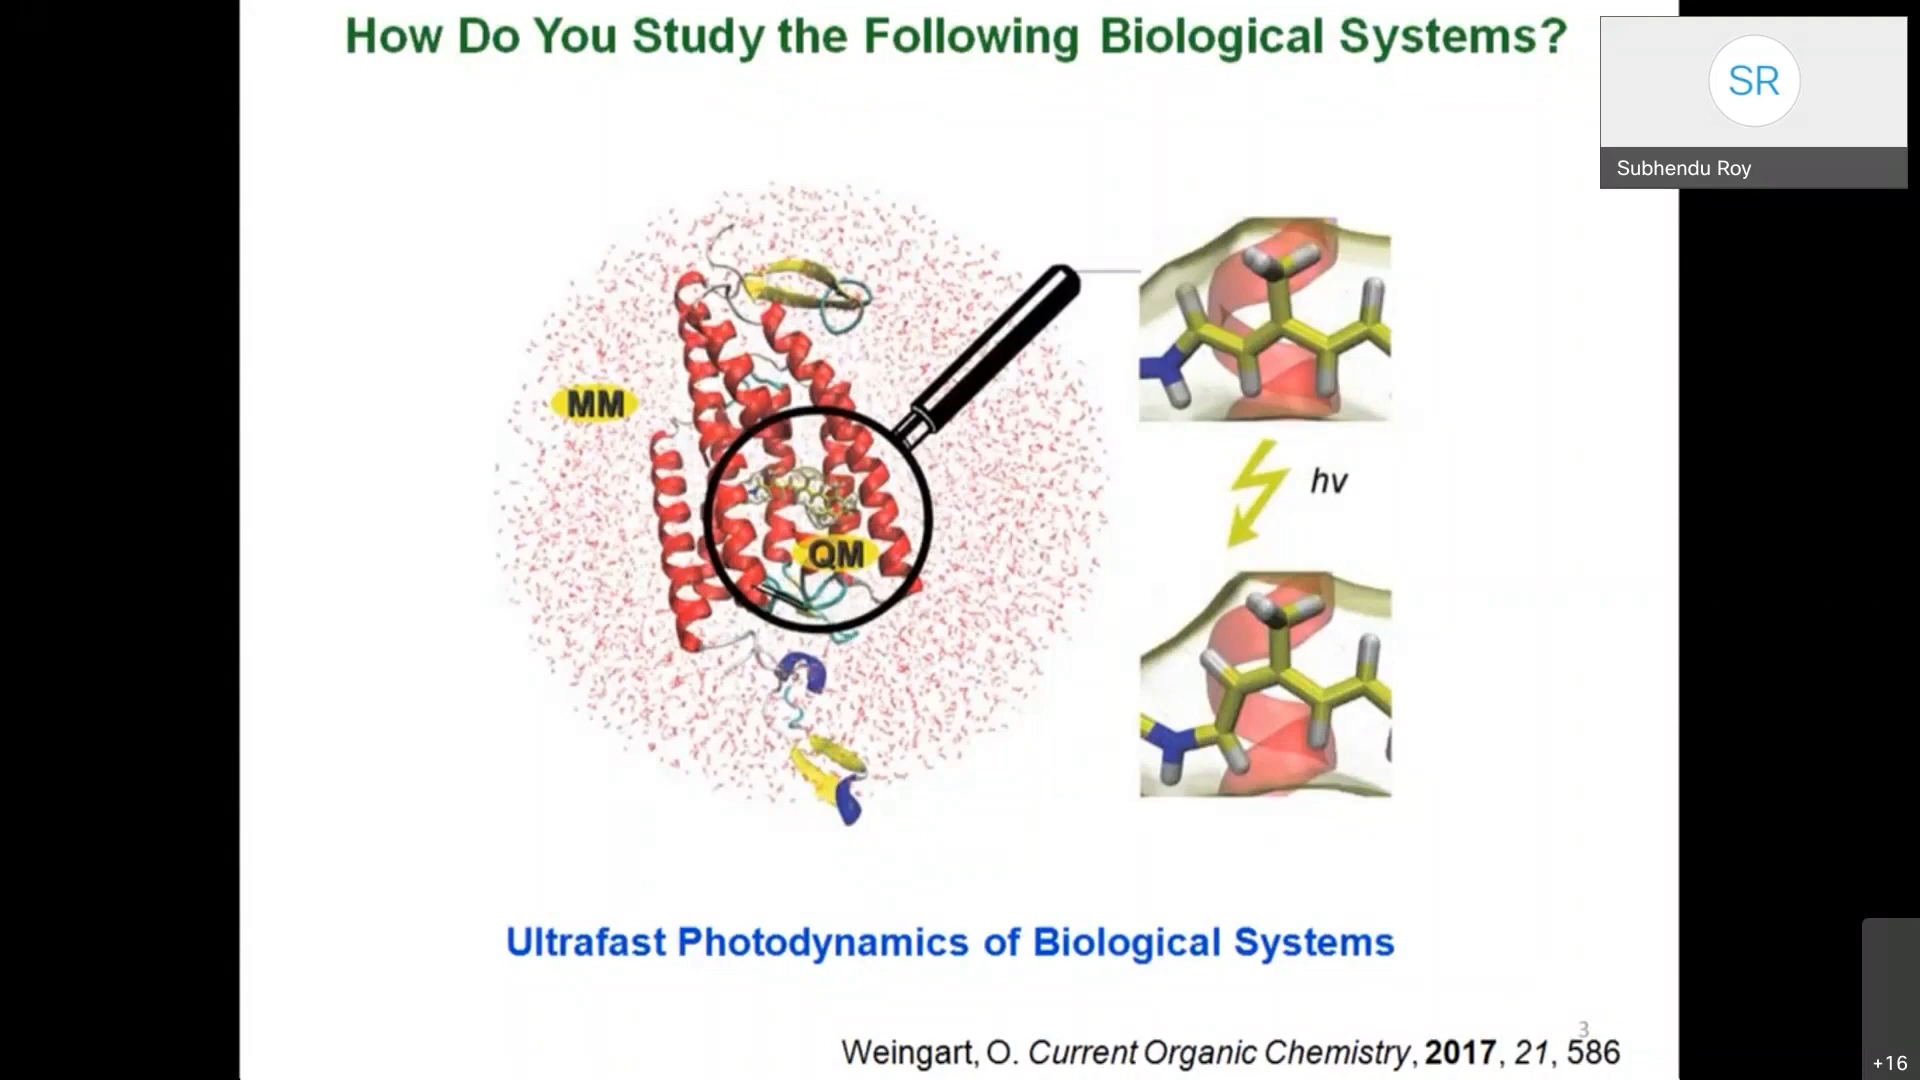 How Do You Study the Following Biological Systems?
SR
Subhendu Roy
MM
QM
hv
Ultrafast Photodynamics of Biological Systems
3
Weingart, O. Current Organic Chemistry, 2017, 21, 586
+16